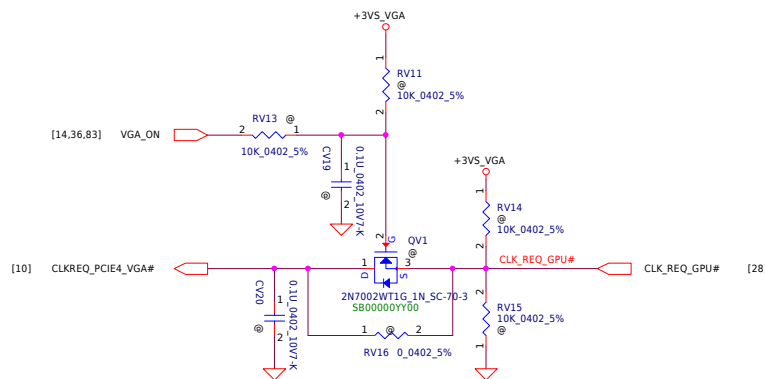 +3VS_VGA
1
RV11
@
10K_0402_5%
2
RV13 @
2 1
[14,36,83] VGA_ON
10K_0402_5%
CV19
@
1
2
0.1U_0402_10V7-K
+3VS_VGA
1
RV14
@
10K_0402_5%
2
2
G
QV1
@
[10] CLKREQ_PCIE4_VGA#
1
D
3
S
CLK_REQ_GPU#
CLK_REQ_GPU# [28
2N7002WT1G_1N_SC-70-3
SB00000YY00
CV20
@
1
2
0.1U_0402_10V7-K
2
RV15
10K_0402_5%
@
1
1 @ 2
RV16 0_0402_5%